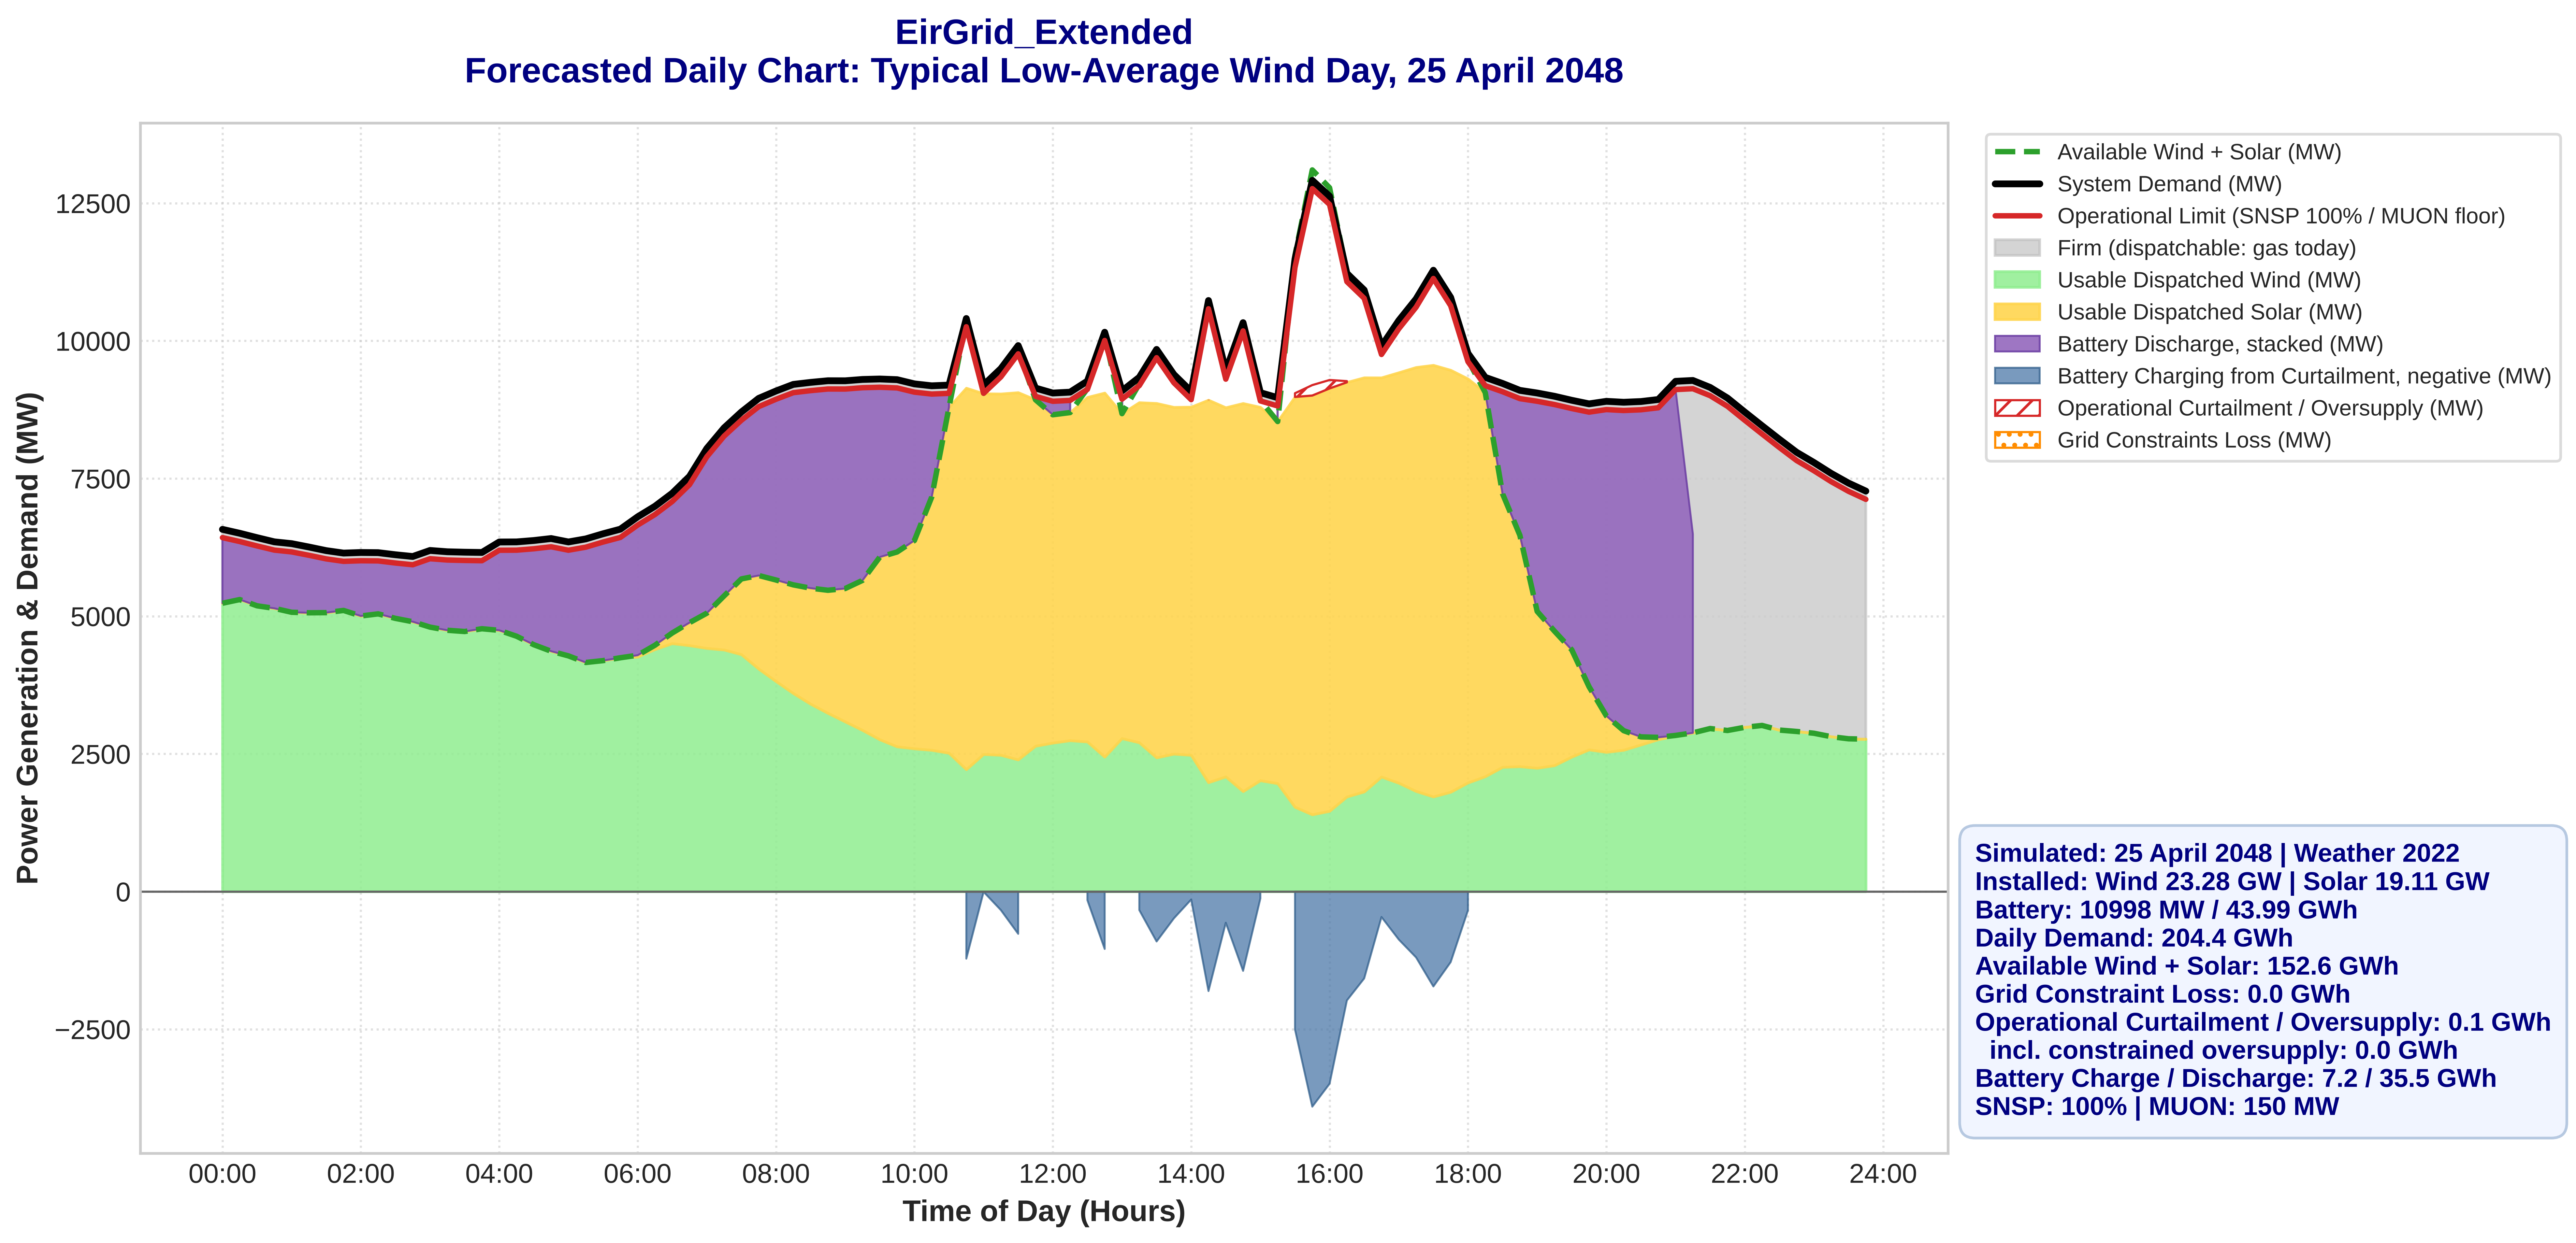 EirGrid_Extended
Forecasted Daily Chart: Typical Low-Average Wind Day, 25 April 2048
Power Generation & Demand (MW)
12500
10000
7500
5000
2500
0
−2500
00:00 02:00 04:00 06:00 08:00 10:00 12:00 14:00 16:00 18:00 20:00 22:00 24:00
Time of Day (Hours)
Available Wind + Solar (MW)
System Demand (MW)
Operational Limit (SNSP 100% / MUON floor)
Firm (dispatchable: gas today)
Usable Dispatched Wind (MW)
Usable Dispatched Solar (MW)
Battery Discharge, stacked (MW)
Battery Charging from Curtailment, negative (MW)
Operational Curtailment / Oversupply (MW)
Grid Constraints Loss (MW)
Simulated: 25 April 2048 | Weather 2022
Installed: Wind 23.28 GW | Solar 19.11 GW
Battery: 10998 MW / 43.99 GWh
Daily Demand: 204.4 GWh
Available Wind + Solar: 152.6 GWh
Grid Constraint Loss: 0.0 GWh
Operational Curtailment / Oversupply: 0.1 GWh
incl. constrained oversupply: 0.0 GWh
Battery Charge / Discharge: 7.2 / 35.5 GWh
SNSP: 100% | MUON: 150 MW